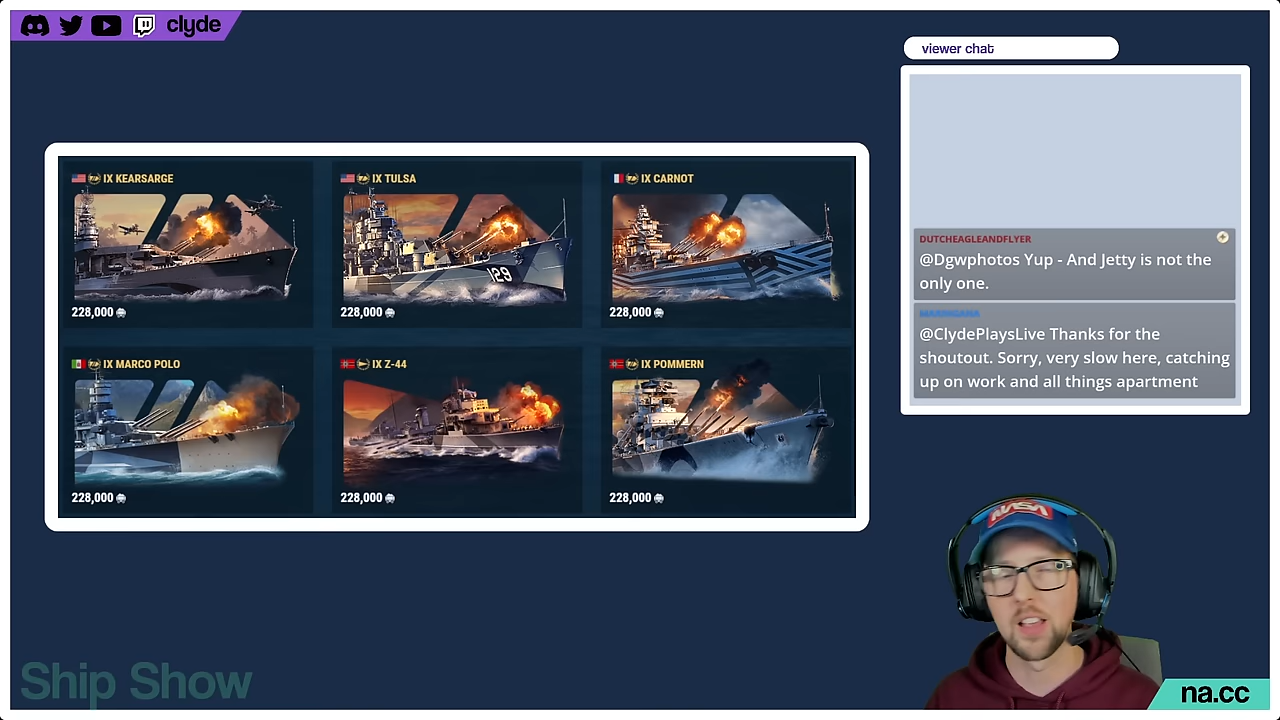 clyde
viewer chat
IX KEARSARGE
228,000
IX TULSA
129
228,000
IX CARNOT
228,000
IX MARCO POLO
228,000
IX Z-44
228,000
IX POMMERN
228,000
DUTCHEAGLEANDFLYER
@Dgwphotos Yup - And Jetty is not the
only one.
@ClydePlaysLive Thanks for the
shoutout. Sorry, very slow here, catching
up on work and all things apartment
NASA
Ship Show
na.cc